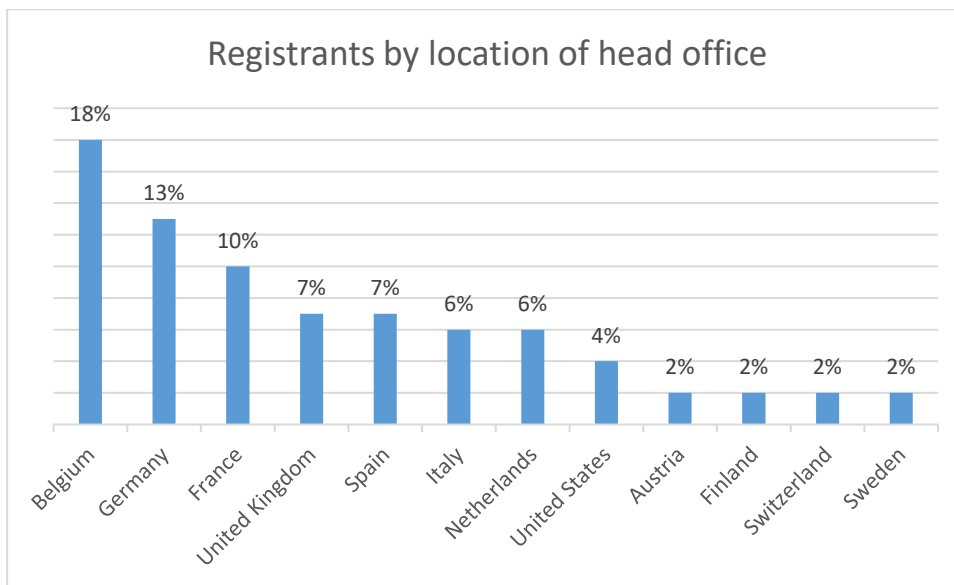 Registrants by location of head office
18%
13%
10%
7%
7%
6%
6%
4%
2%
2%
2%
2%
Belgium
Germany
France
United Kingdom
Spain
Italy
Netherlands
United States
Austria
Finland
Switzerland
Sweden